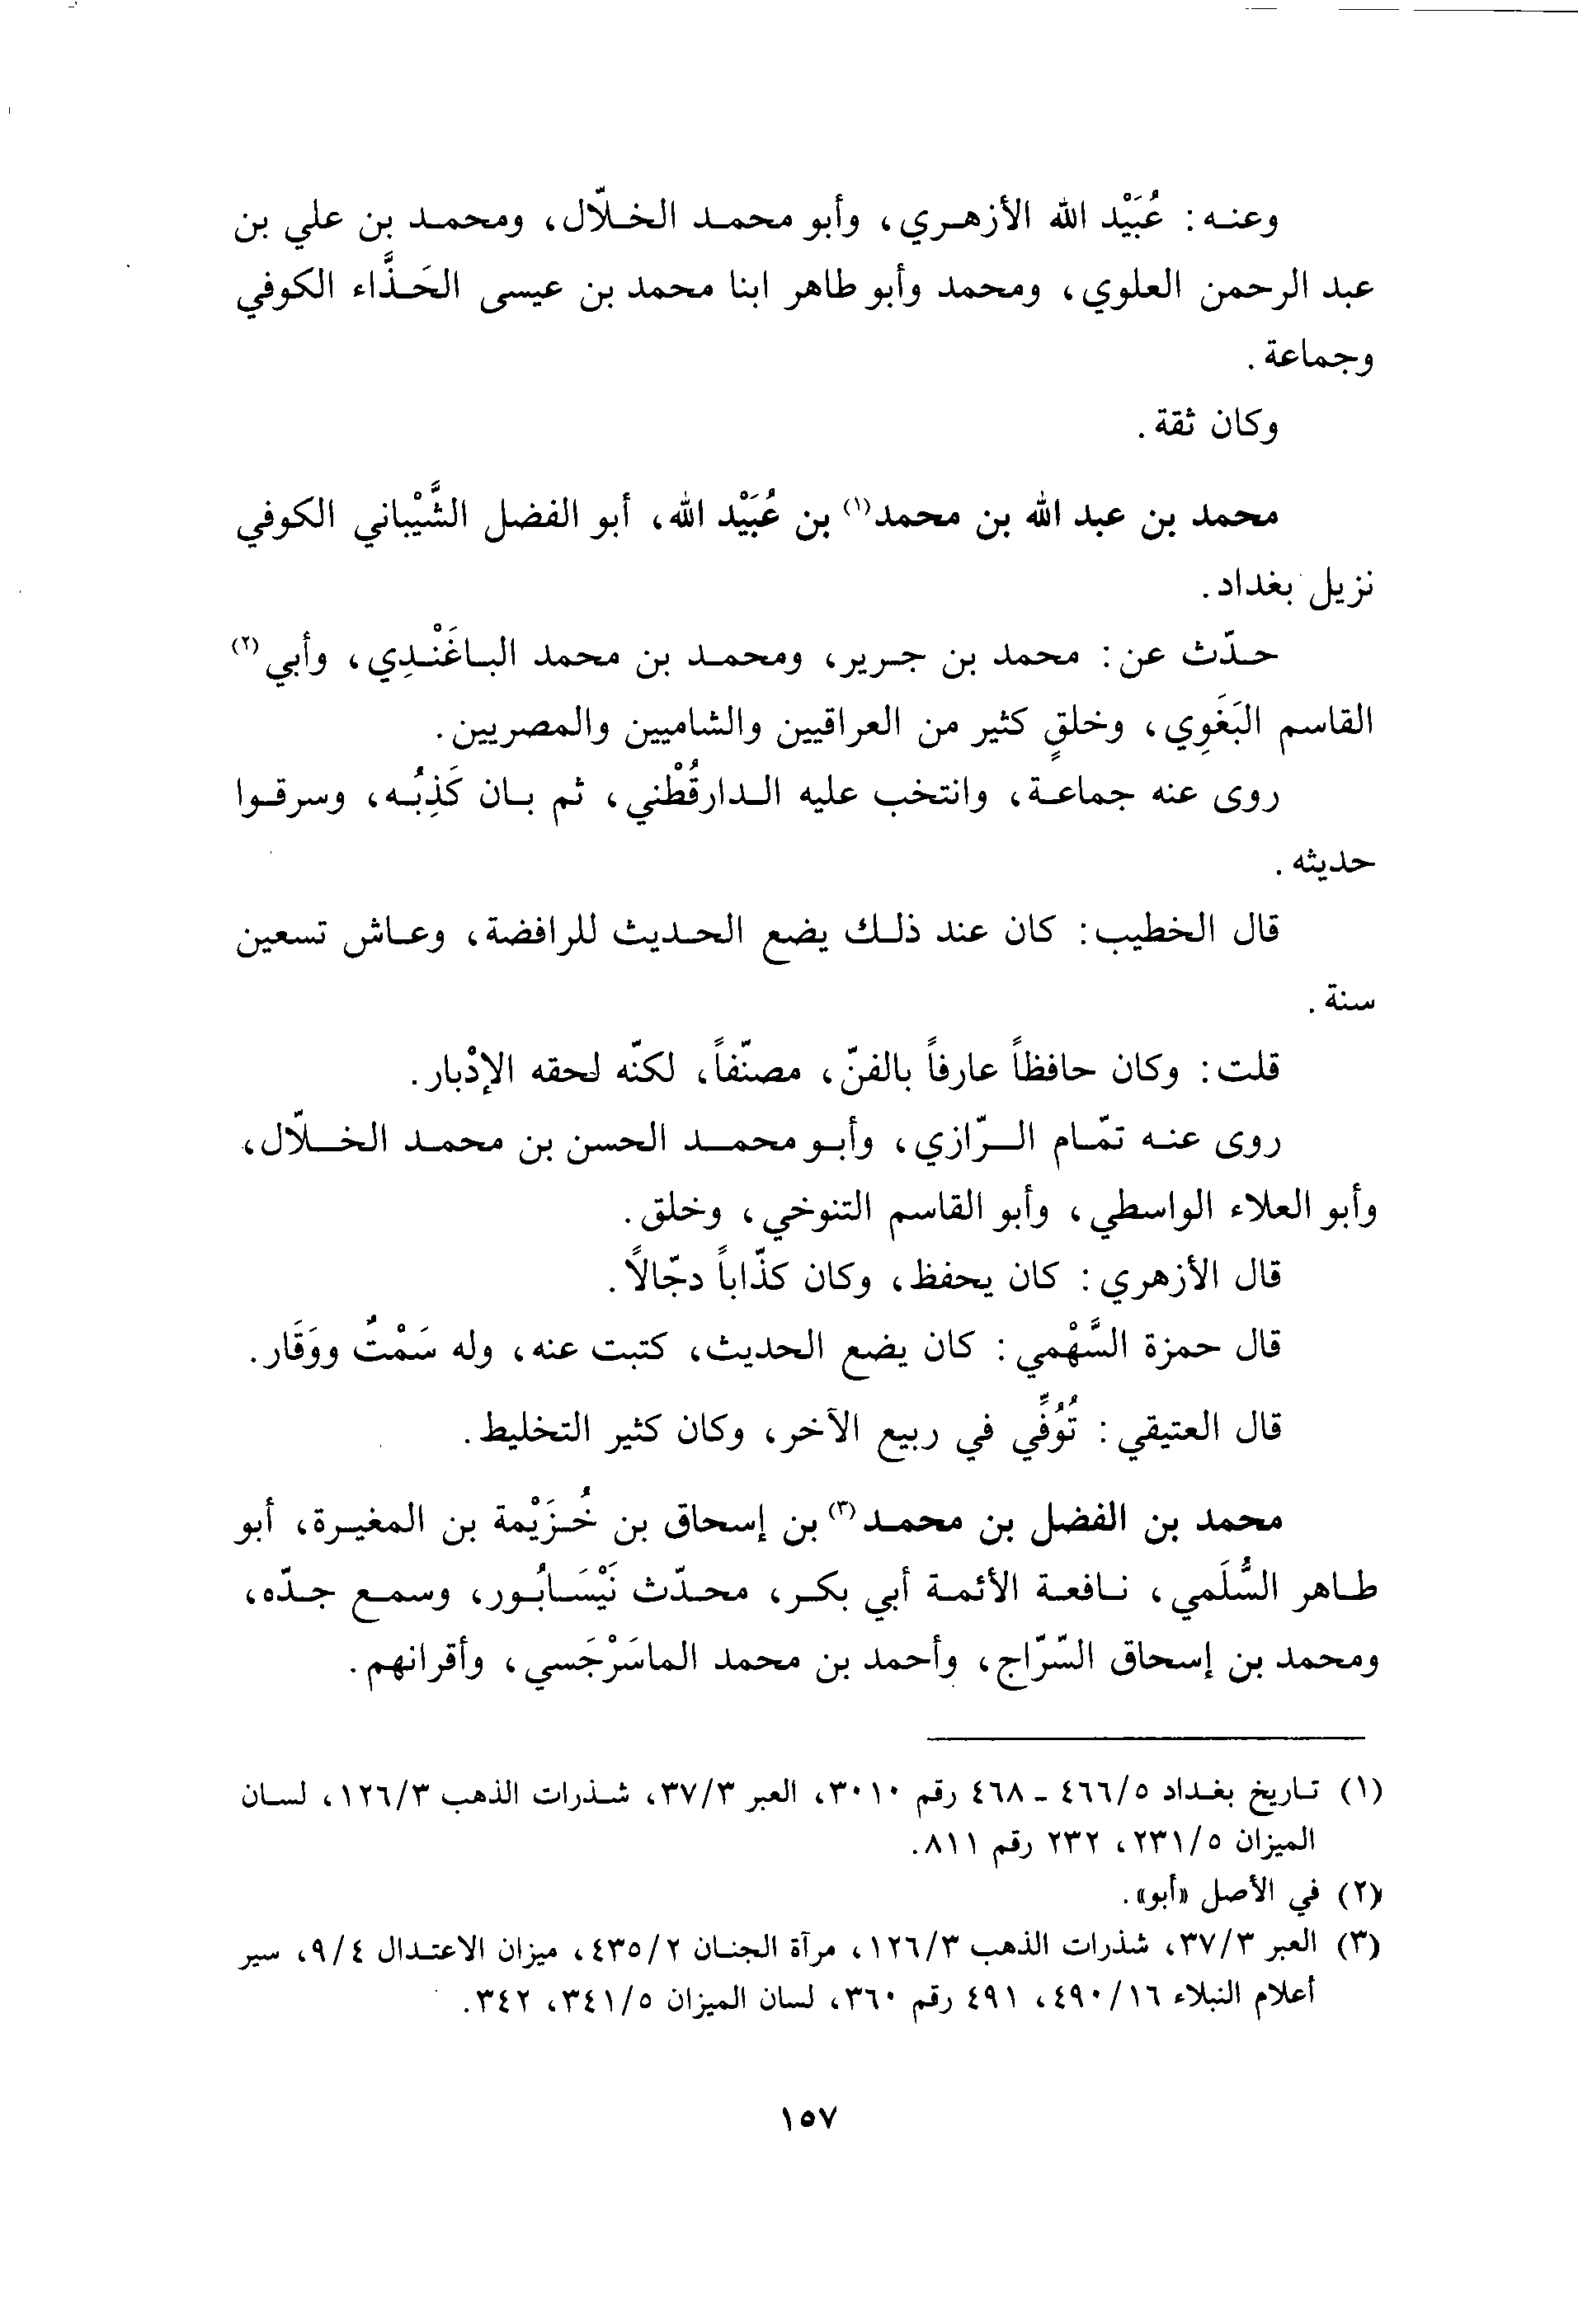 وعنه: عُبَيْد الله الأزهري، وأبو محمد الخلاّل، ومحمد بن علي بن
عبد الرحمن العلوي، ومحمد وأبو طاهر ابنا محمد بن عيسى الحَذَّاء الكوفي
وجماعة.
وكان ثقة.
محمد بن عبد الله بن محمد(١) بن عُبَيْد الله، أبو الفضل الشَّيْباني الكوفي
نزيل بغداد.
حدّث عن: محمد بن جرير، ومحمد بن محمد الباغَنْدِي، وأبي(٢)
القاسم البَغَوِي، وخلقٍ كثير من العراقيين والشاميين والمصريين.
روى عنه جماعة، وانتخب عليه الدارقُطْني، ثم بان كَذِبُه، وسرقوا
حديثه.
قال الخطيب: كان عند ذلك يضع الحديث للرافضة، وعاش تسعين
سنة.
قلت: وكان حافظاً عارفاً بالفنّ، مصنّفاً، لكنّه لحقه الإدْبار.
روى عنه تمّام الرّازي، وأبو محمد الحسن بن محمد الخلاّل،
وأبو العلاء الواسطي، وأبو القاسم التنوخي، وخلق.
قال الأزهري: كان يحفظ، وكان كذّاباً دجّالاً.
قال حمزة السَّهْمي: كان يضع الحديث، كتبت عنه، وله سَمْتٌ ووَقَار.
قال العتيقي: تُوُفِّي في ربيع الآخر، وكان كثير التخليط.
محمد بن الفضل بن محمد(٣) بن إسحاق بن خُزَيْمة بن المغيرة، أبو
طاهر السُّلَمي، نافعة الأئمة أبي بكر، محدّث نَيْسَابُور، وسمع جدّه،
ومحمد بن إسحاق السّرّاج، وأحمد بن محمد الماسَرْجَسي، وأقرانهم.
(١) تاريخ بغداد ٤٦٦/٥ - ٤٦٨ رقم ٣٠١٠، العبر ٣٧/٣، شذرات الذهب ١٢٦/٣، لسان
الميزان ٢٣١/٥، ٢٣٢ رقم ٨١١.
(٢) في الأصل «أبو».
(٣) العبر ٣٧/٣، شذرات الذهب ١٢٦/٣، مرآة الجنان ٤٣٥/٢، ميزان الاعتدال ٩/٤، سير
أعلام النبلاء ٤٩٠/١٦، ٤٩١ رقم ٣٦٠، لسان الميزان ٣٤١/٥، ٣٤٢.
١٥٧